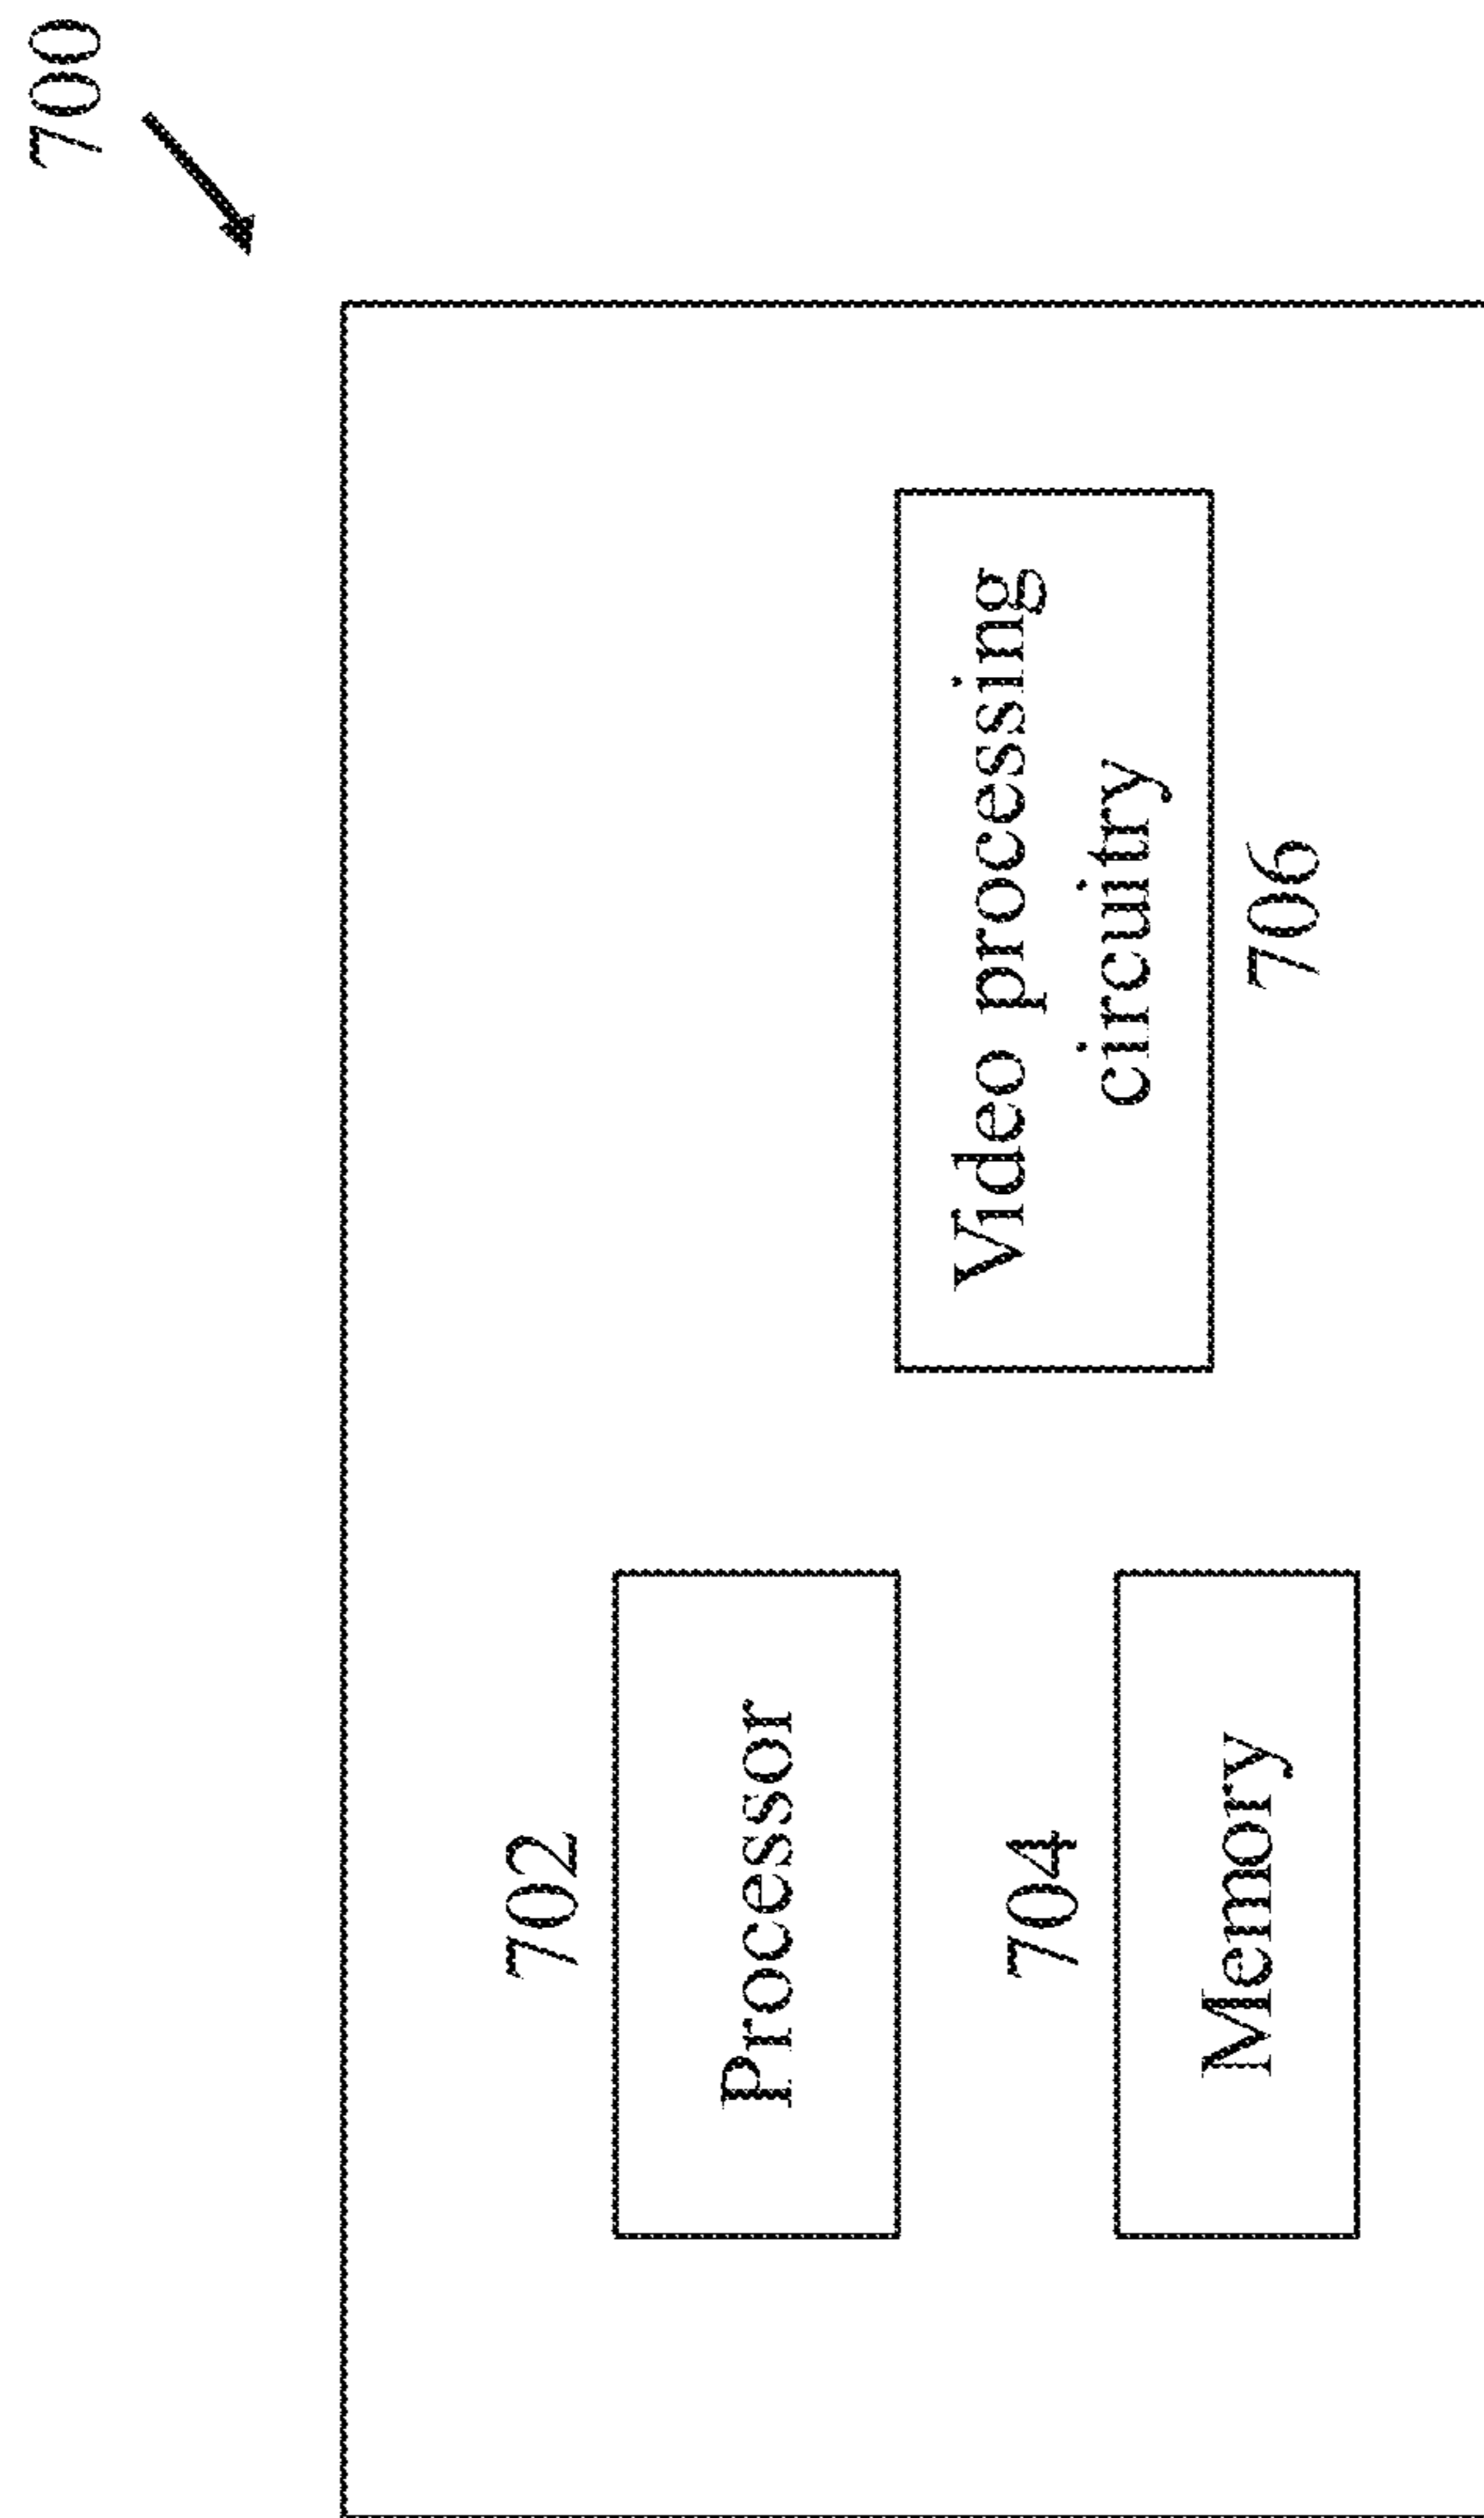 700
702
Processor
704
Memory
Video processing
circuitry
706